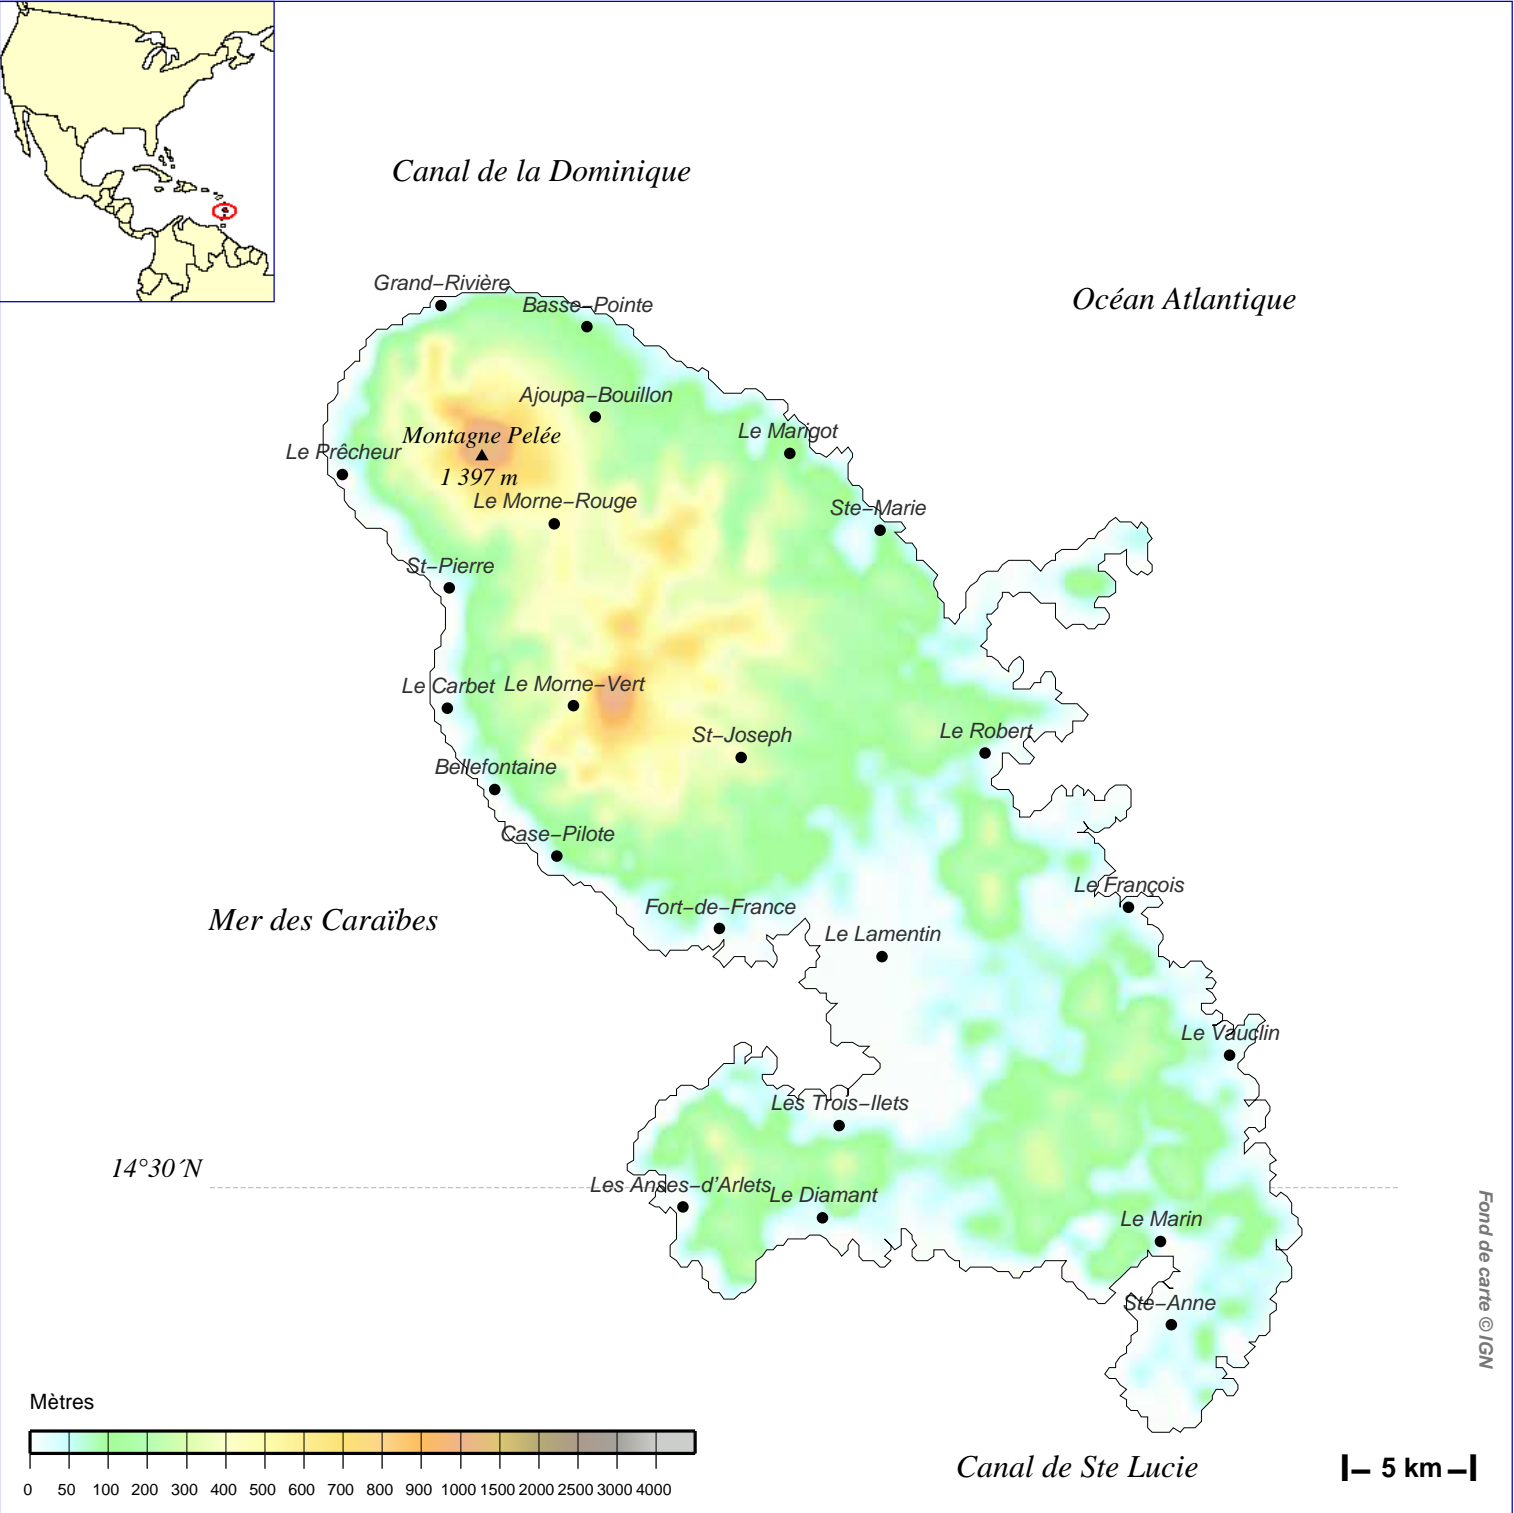 Canal de la Dominique
Océan Atlantique
Grand-Rivière
Basse-Pointe
Ajoupa-Bouillon
Le Marigot
Montagne Pelée
Le Prêcheur
1 397 m
Le Morne-Rouge
Ste-Marie
St-Pierre
Le Carbet
Le Morne-Vert
St-Joseph
Le Robert
Bellefontaine
Case-Pilote
Le François
Fort-de-France
Mer des Caraïbes
Le Lamentin
Le Vauclin
Les Trois-Ilets
14°30´N
Les Anses-d'Arlets
Le Diamant
Le Marin
Ste-Anne
Fond de carte © IGN
Mètres
0 50 100 200 300 400 500 600 700 800 900 1000 1500 2000 2500 3000 4000
Canal de Ste Lucie
5 km